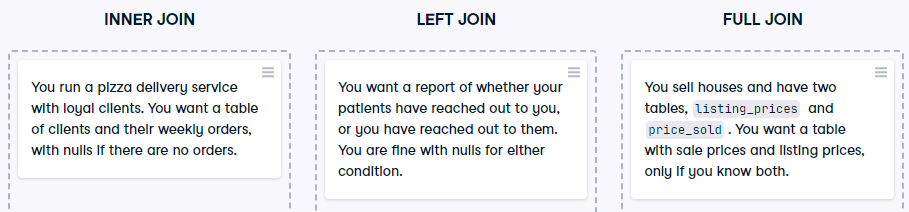 INNER JOIN
You run a pizza delivery service
with loyal clients. You want a table
of clients and their weekly orders,
with nulls if there are no orders.
LEFT JOIN
You want a report of whether your
patients have reached out to you,
or you have reached out to them.
You are fine with nulls for either
condition.
FULL JOIN
You sell houses and have two
tables, listing_prices and
price_sold . You want a table
with sale prices and listing prices,
only if you know both.